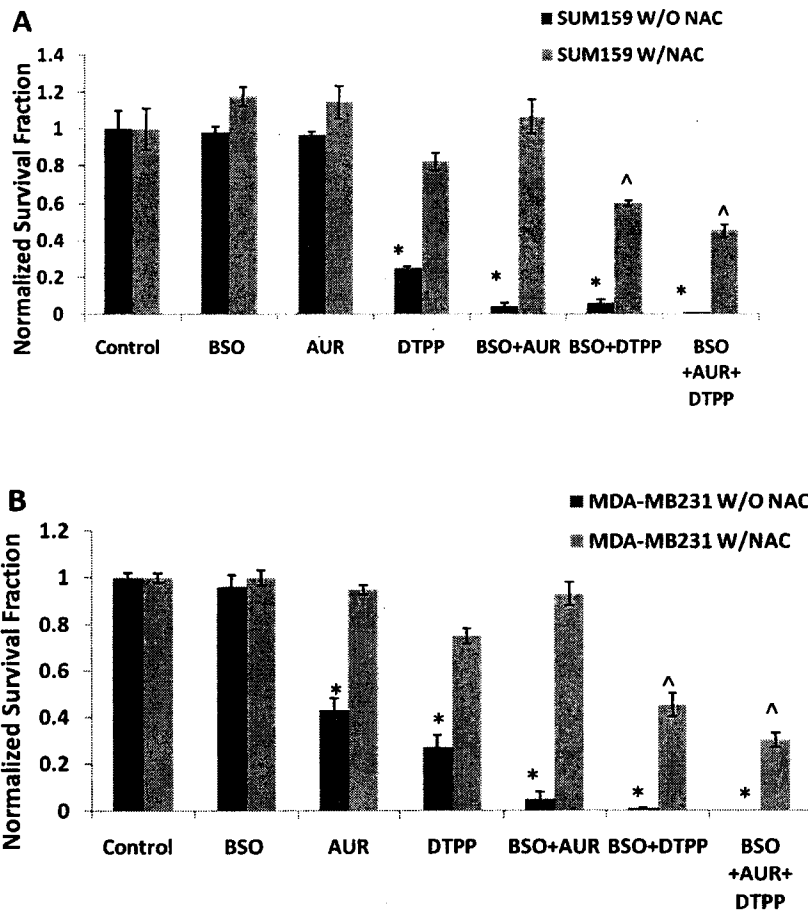 A
SUM159 W/O NAC
SUM159 W/NAC
Normalized Survival Fraction
1.4
1.2
1
0.8
0.6
0.4
0.2
0
*
*
*
^
*
^
Control
BSO
AUR
DTPP
BSO+AUR
BSO+DTPP
BSO
+AUR+
DTPP
B
MDA-MB231 W/O NAC
MDA-MB231 W/NAC
Normalized Survival Fraction
1.2
1
0.8
0.6
0.4
0.2
0
*
*
*
*
^
*
^
Control
BSO
AUR
DTPP
BSO+AUR
BSO+DTPP
BSO
+AUR+
DTPP